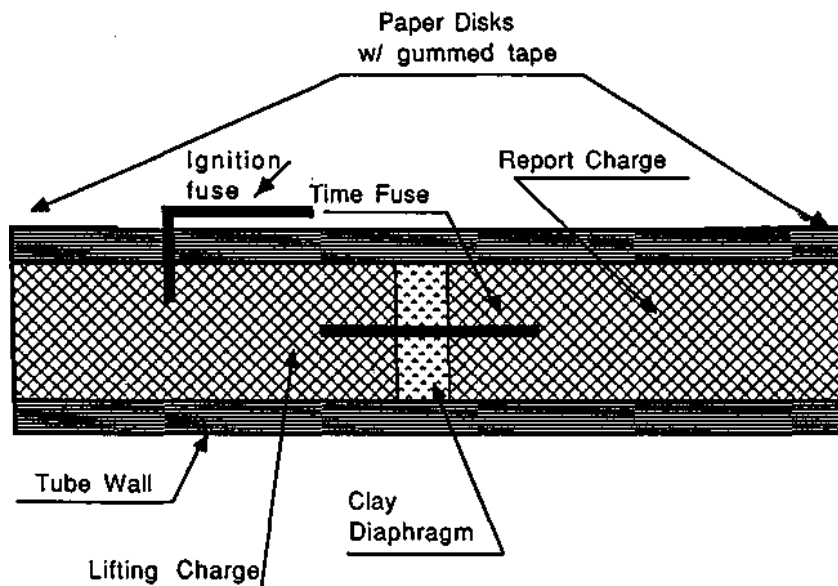 Paper Disks
w/ gummed tape
Ignition
fuse
Time Fuse
Report Charge
Tube Wall
Clay
Diaphragm
Lifting Charge